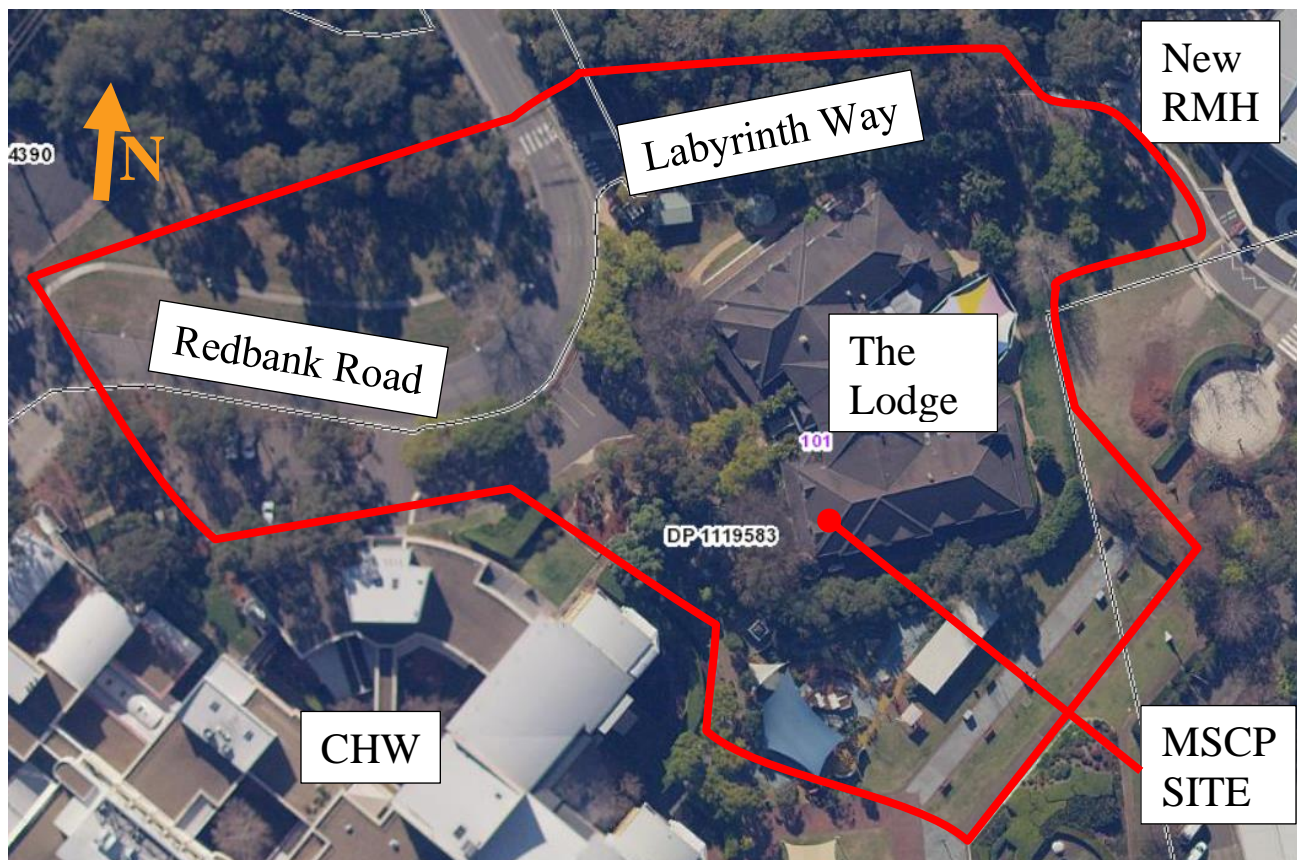 New
RMH
Labyrinth Way
N
4390
Redbank Road
The
Lodge
101
DP 1119583
CHW
MSCP
SITE